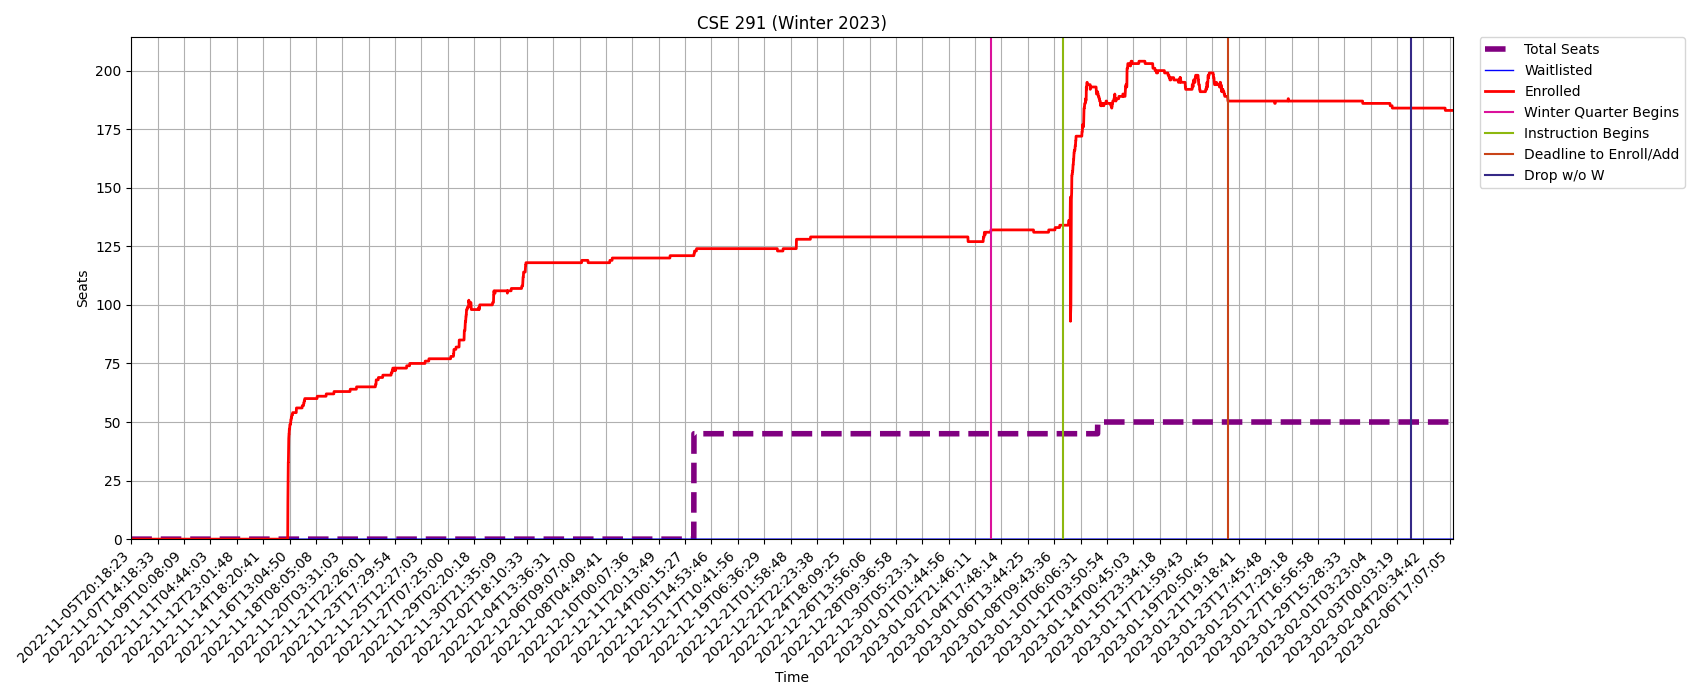 CSE 291 (Winter 2023)
Total Seats
Waitlisted
Enrolled
Winter Quarter Begins
Instruction Begins
Deadline to Enroll/Add
Drop w/o W
Seats
200
175
150
125
100
75
50
25
0
2022-11-05T20:18:23
2022-11-07T14:18:33
2022-11-09T10:08:09
2022-11-11T04:44:03
2022-11-12T23:01:48
2022-11-14T18:20:41
2022-11-16T13:04:50
2022-11-18T08:05:08
2022-11-20T03:31:03
2022-11-21T22:26:01
2022-11-23T17:29:54
2022-11-25T12:27:03
2022-11-27T07:25:00
2022-11-29T02:20:18
2022-11-30T21:35:09
2022-12-02T18:10:33
2022-12-04T13:36:31
2022-12-06T09:07:00
2022-12-08T04:49:41
2022-12-10T00:07:36
2022-12-11T20:13:49
2022-12-14T00:15:27
2022-12-15T14:53:46
2022-12-17T10:41:56
2022-12-19T06:36:29
2022-12-21T01:58:48
2022-12-22T22:23:38
2022-12-24T18:09:25
2022-12-26T13:56:06
2022-12-28T09:36:58
2022-12-30T05:23:31
2023-01-01T01:44:56
2023-01-02T21:46:11
2023-01-04T17:48:14
2023-01-06T13:44:25
2023-01-08T09:43:36
2023-01-10T06:06:31
2023-01-12T03:50:54
2023-01-14T00:45:03
2023-01-15T22:34:18
2023-01-17T21:59:43
2023-01-19T20:50:45
2023-01-21T19:18:41
2023-01-23T17:45:48
2023-01-25T17:29:18
2023-01-27T16:56:58
2023-01-29T15:28:33
2023-02-01T03:23:04
2023-02-03T00:03:19
2023-02-04T20:34:42
2023-02-06T17:07:05
Time